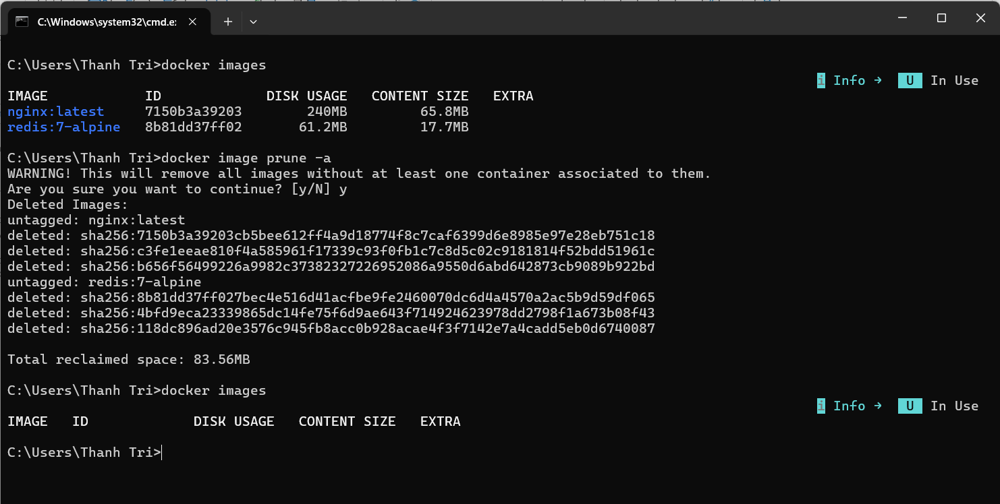 C:\Windows\system32\cmd.e
C:\Users\Thanh Tri>docker images
i Info → U In Use
IMAGE ID DISK USAGE CONTENT SIZE EXTRA
nginx:latest 7150b3a39203 240MB 65.8MB
redis:7-alpine 8b81dd37ff02 61.2MB 17.7MB
C:\Users\Thanh Tri>docker image prune -a
WARNING! This will remove all images without at least one container associated to them.
Are you sure you want to continue? [y/N] y
Deleted Images:
untagged: nginx:latest
deleted: sha256:7150b3a39203cb5bee612ff4a9d18774f8c7caf6399d6e8985e97e28eb751c18
deleted: sha256:c3fe1eeae810f4a585961f17339c93f0fb1c7c8d5c02c9181814f52bdd51961c
deleted: sha256:b656f56499226a9982c373823272269520​86a9550d6abd642873cb9089b922bd
untagged: redis:7-alpine
deleted: sha256:8b81dd37ff027bec4e516d41acfbe9fe2460070dc6d4a4570a2ac5b9d59df065
deleted: sha256:4bfd9eca23339865dc14fe75f6d9ae643f714924623978dd2798f1a673b08f43
deleted: sha256:118dc896ad20e3576c945fb8acc0b928acae4f3f7142e7a4cadd5eb0d6740087
Total reclaimed space: 83.56MB
C:\Users\Thanh Tri>docker images
i Info → U In Use
IMAGE ID DISK USAGE CONTENT SIZE EXTRA
C:\Users\Thanh Tri>